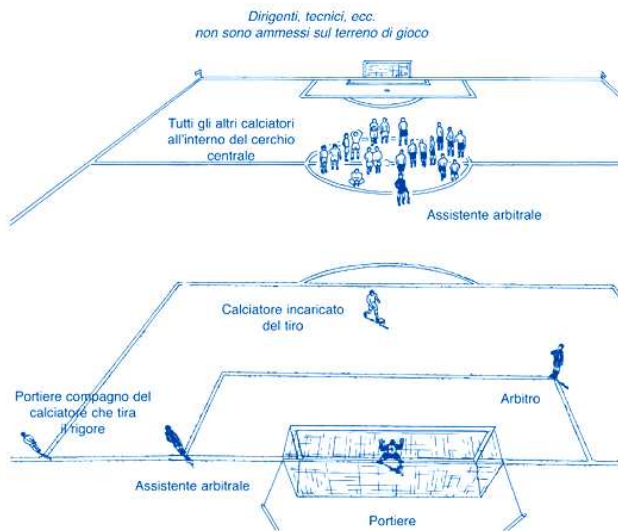 Dirigenti, tecnici, ecc.
non sono ammessi sul terreno di gioco
Tutti gli altri calciatori
all'interno del cerchio
centrale
Assistente arbitrale
Calciatore incaricato
del tiro
Portiere compagno del
calciatore che tira
il rigore
Arbitro
Assistente arbitrale
Portiere